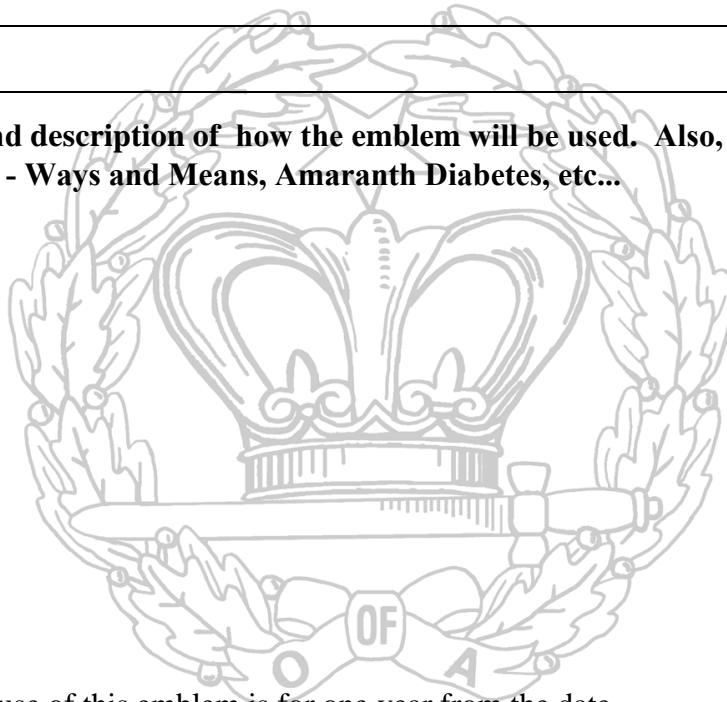 nd description of how the emblem will be used. Also,
- Ways and Means, Amaranth Diabetes, etc...
O OF A
use of this emblem is for one year from the date